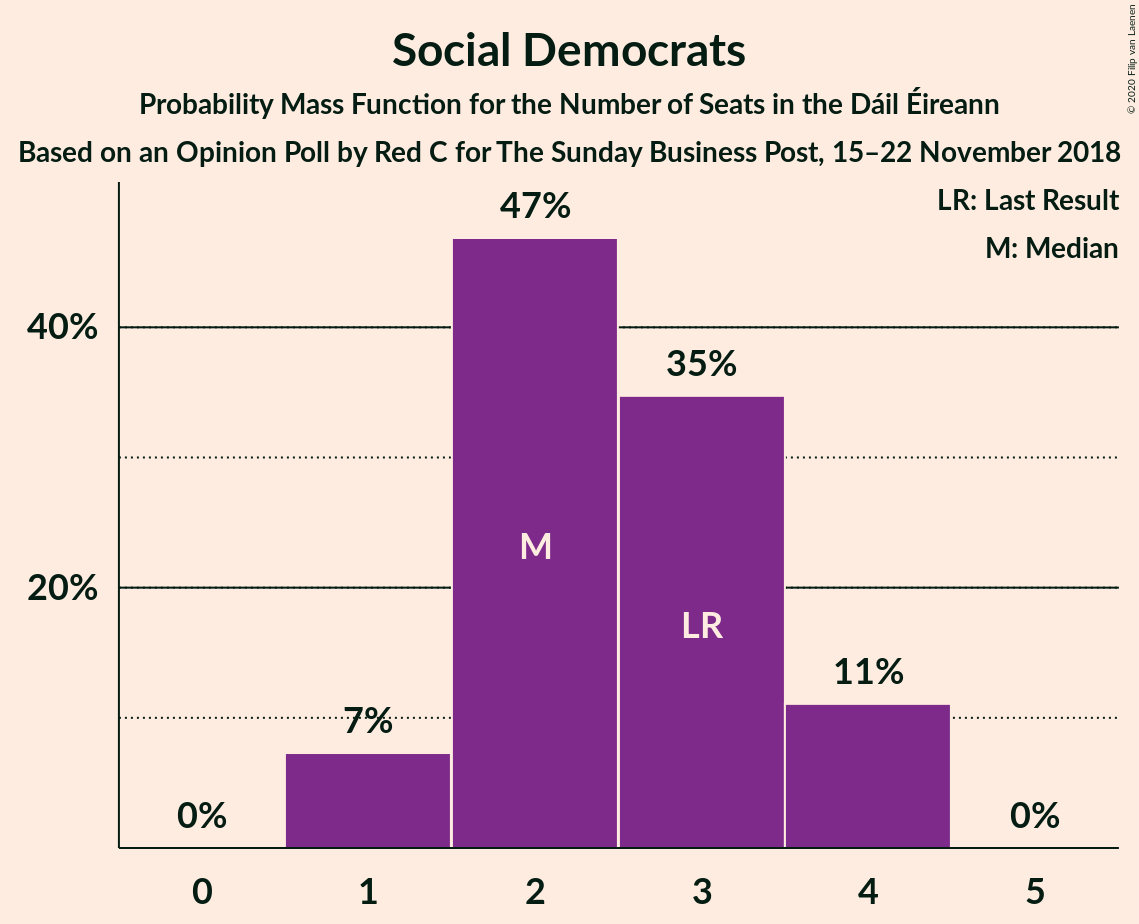 Social Democrats
Probability Mass Function for the Number of Seats in the Dáil Éireann
Based on an Opinion Poll by Red C for The Sunday Business Post, 15–22 November 2018
© 2020 Filip van Laenen
LR: Last Result
M: Median
47%
40%
35%
M
20%
LR
11%
7%
0%
0%
0 1 2 3 4 5